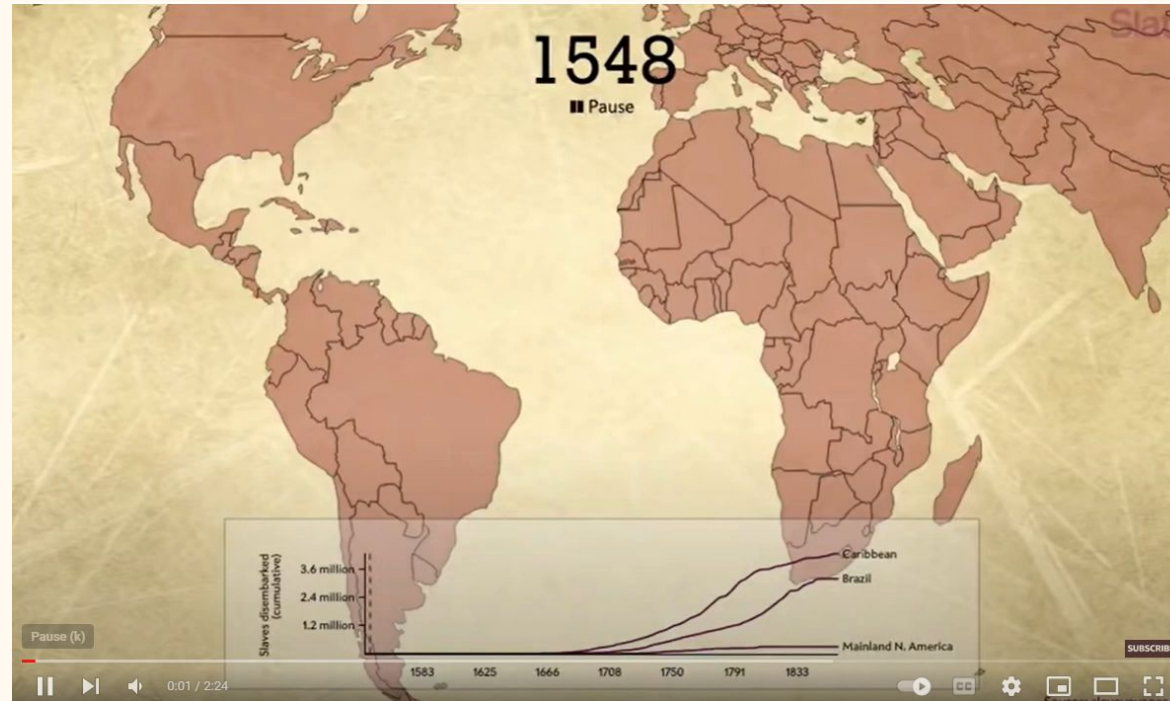 1548
Pause
Slaves disembarked
(cumulative)
3.6 million
2.4 million
1.2 million
Caribbean
Brazil
Mainland N. America
1583 1625 1666 1708 1750 1791 1833
Pause (k)
SUBSCRIB
0:01 / 2:24
CC